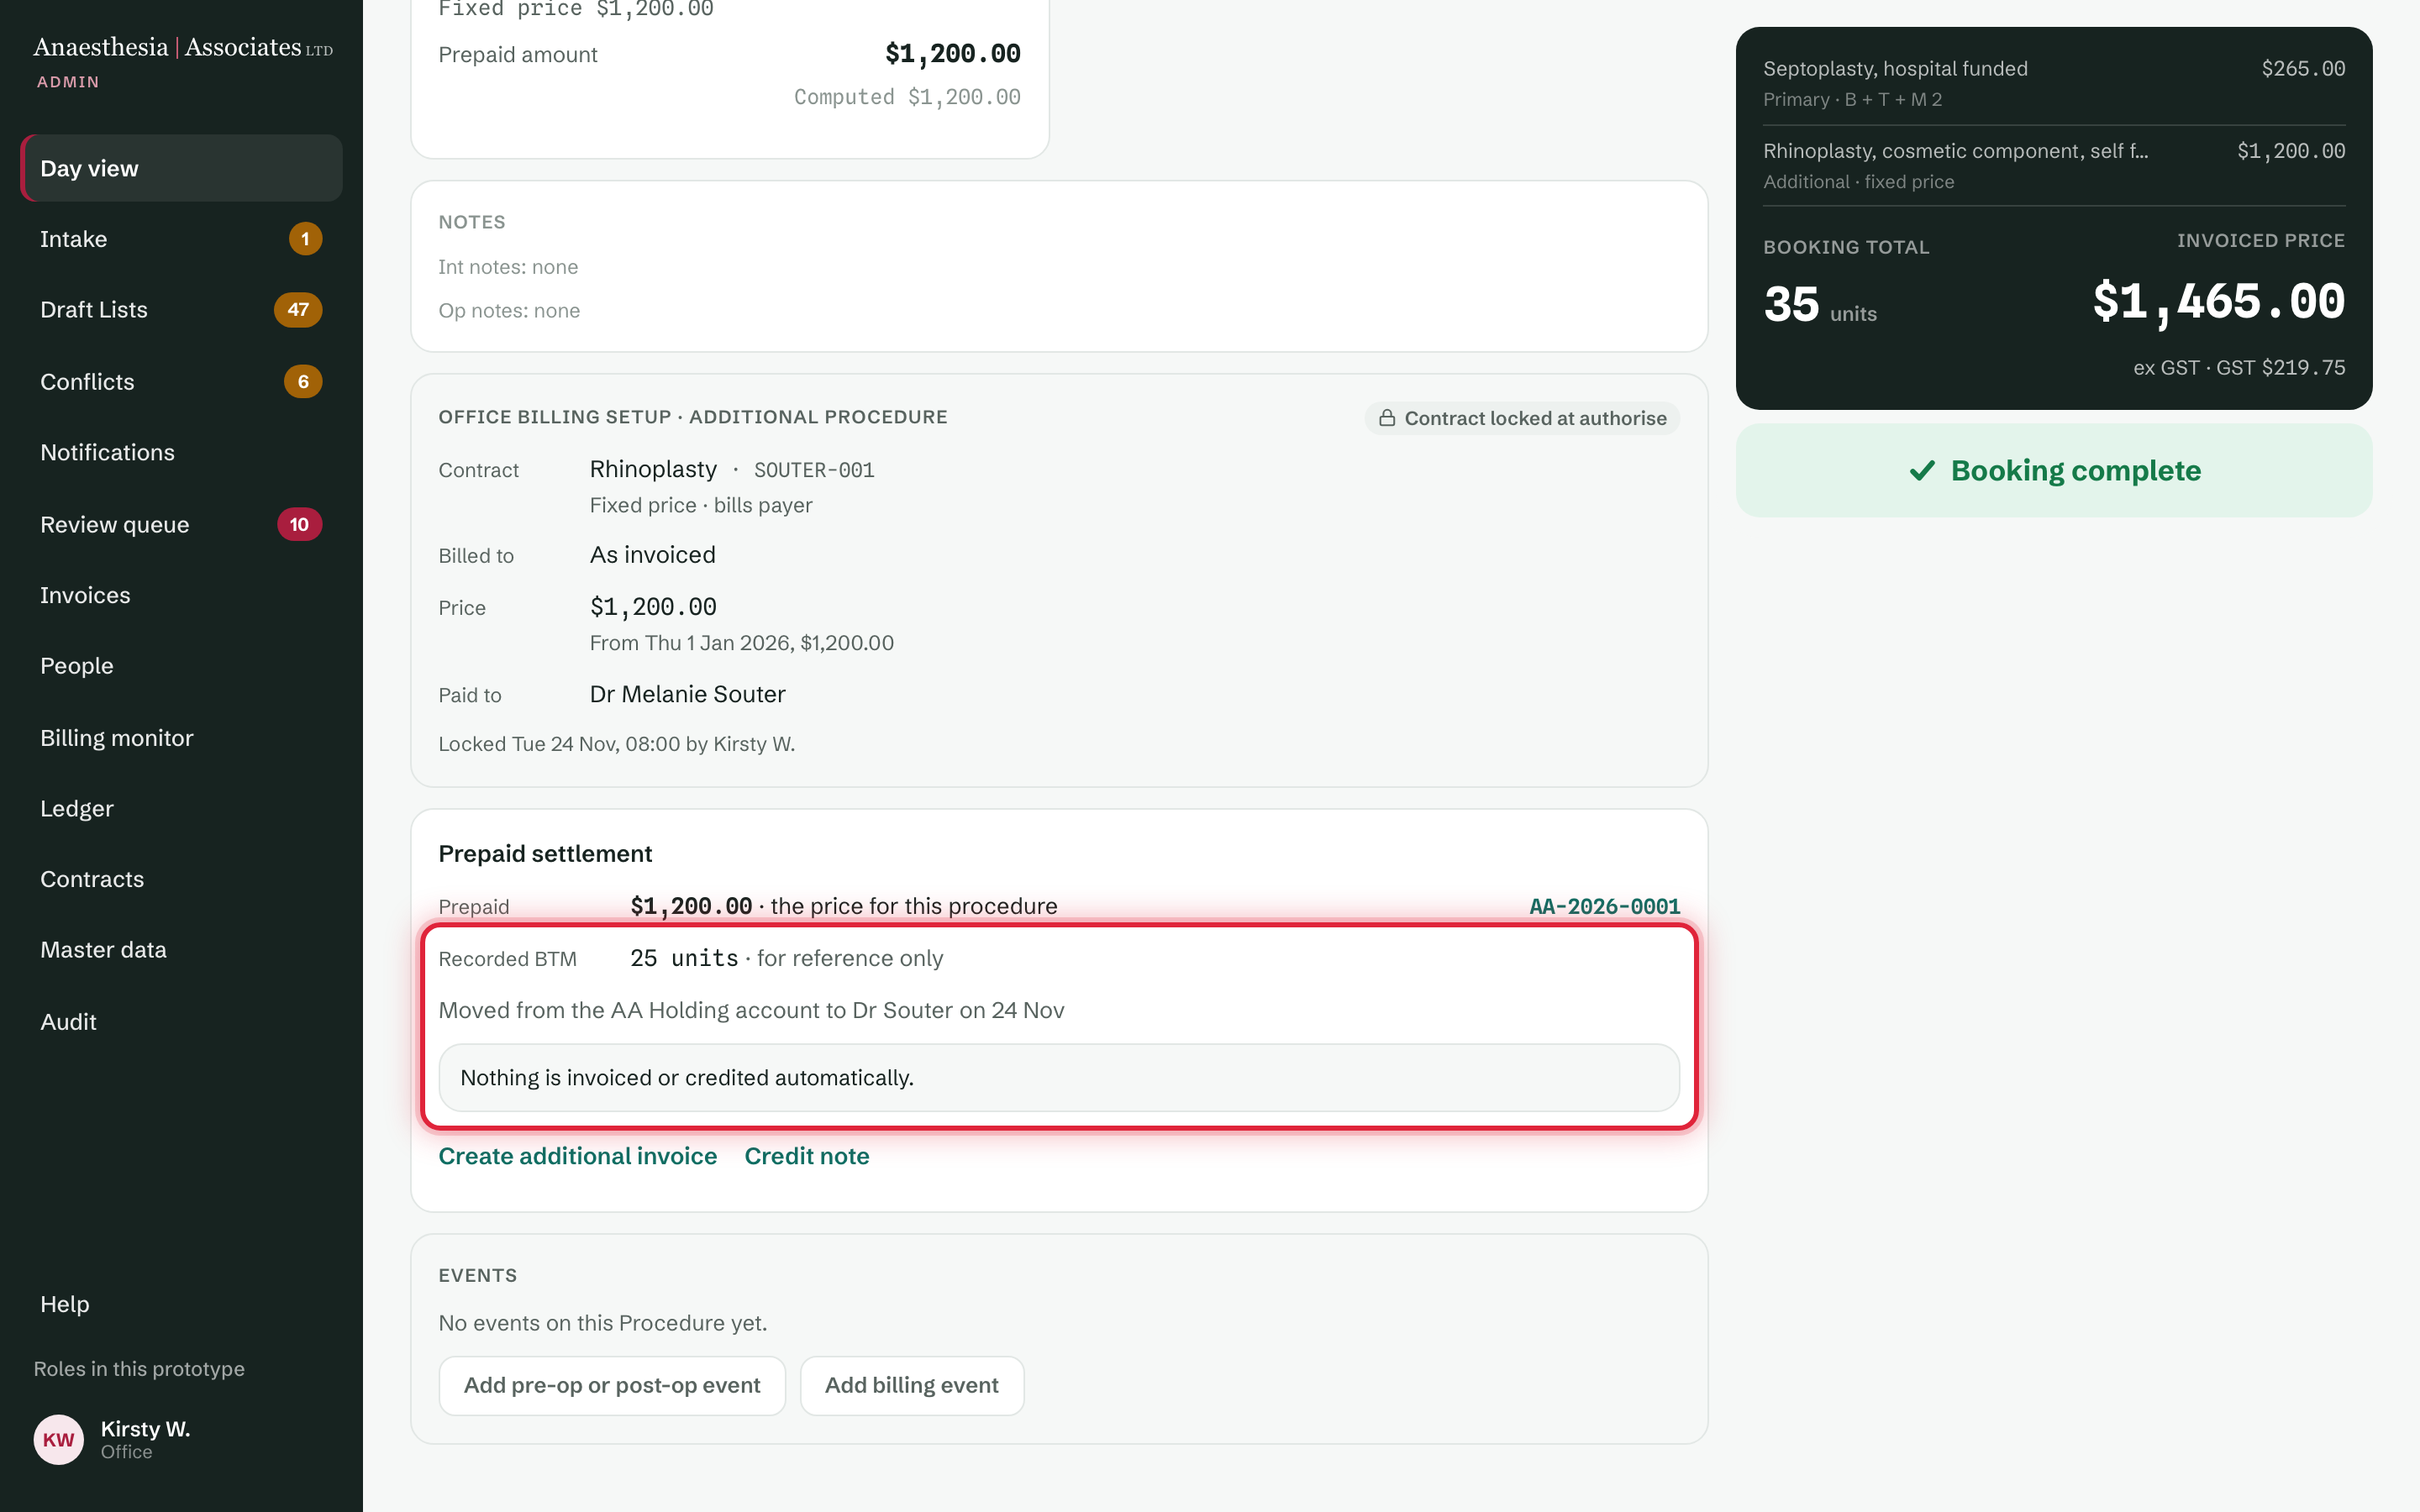 Anaesthesia | Associates LTD
ADMIN
Day view
Intake 1
Draft Lists 47
Conflicts 6
Notifications
Review queue 10
Invoices
People
Billing monitor
Ledger
Contracts
Master data
Audit
Help
Roles in this prototype
KW
Kirsty W.
Office
Fixed price $1,200.00
Prepaid amount $1,200.00
Computed $1,200.00
NOTES
Int notes: none
Op notes: none
OFFICE BILLING SETUP · ADDITIONAL PROCEDURE
Contract locked at authorise
Contract Rhinoplasty · SOUTER-001
Fixed price · bills payer
Billed to As invoiced
Price $1,200.00
From Thu 1 Jan 2026, $1,200.00
Paid to Dr Melanie Souter
Locked Tue 24 Nov, 08:00 by Kirsty W.
Prepaid settlement
Prepaid $1,200.00 · the price for this procedure AA-2026-0001
Recorded BTM 25 units · for reference only
Moved from the AA Holding account to Dr Souter on 24 Nov
Nothing is invoiced or credited automatically.
Create additional invoice Credit note
EVENTS
No events on this Procedure yet.
Add pre-op or post-op event Add billing event
Septoplasty, hospital funded $265.00
Primary · B + T + M 2
Rhinoplasty, cosmetic component, self f... $1,200.00
Additional · fixed price
BOOKING TOTAL INVOICED PRICE
35 units $1,465.00
ex GST · GST $219.75
Booking complete